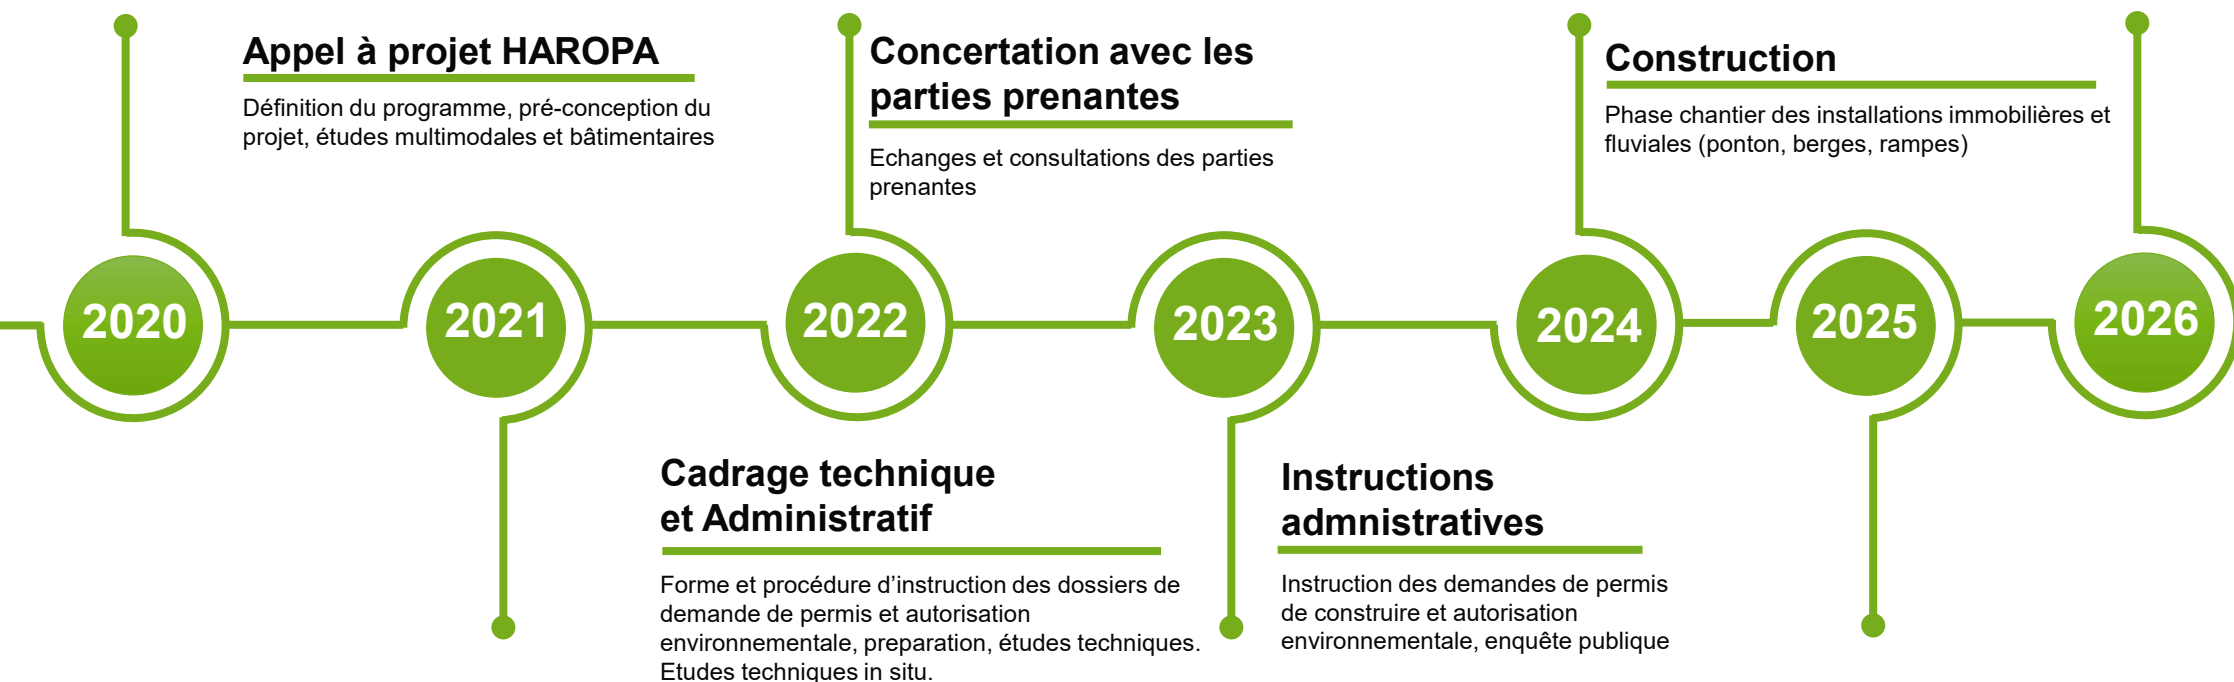 Appel à projet HAROPA
Définition du programme, pré-conception du
projet, études multimodales et bâtimentaires
Concertation avec les
parties prenantes
Echanges et consultations des parties
prenantes
Construction
Phase chantier des installations immobilières et
fluviales (ponton, berges, rampes)
2020
2021
2022
2023
2024
2025
2026
Cadrage technique
et Administratif
Forme et procédure d’instruction des dossiers de
demande de permis et autorisation
environnementale, preparation, études techniques.
Etudes techniques in situ.
Instructions
admnistratives
Instruction des demandes de permis
de construire et autorisation
environnementale, enquête publique